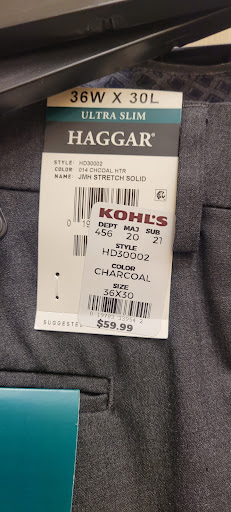 36W X 30L
ULTRA SLIM
HAGGAR®
STYLE: HD30002
COLOR: 014 CHCOAL HTR
NAME: JMH STRETCH SOLID
KOHL'S
DEPT MAJ SUB
456 20 21
STYLE
HD30002
COLOR
CHARCOAL
SIZE
36X30
SUGGESTED
$59.99